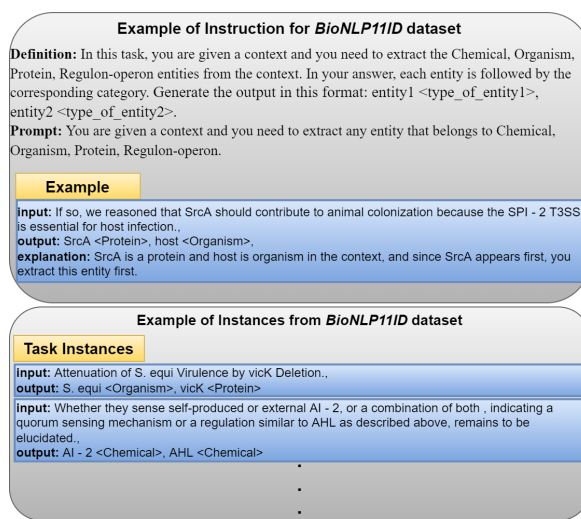 Example of Instruction for BioNLP11ID dataset
Definition: In this task, you are given a context and you need to extract the Chemical, Organism,
Protein, Regulon-operon entities from the context. In your answer, each entity is followed by the
corresponding category. Generate the output in this format: entity1 <type_of_entity1>,
entity2 <type_of_entity2>.
Prompt: You are given a context and you need to extract any entity that belongs to Chemical,
Organism, Protein, Regulon-operon.
Example
input: If so, we reasoned that SrcA should contribute to animal colonization because the SPI - 2 T3SS
is essential for host infection.,
output: SrcA <Protein>, host <Organism>,
explanation: SrcA is a protein and host is organism in the context, and since SrcA appears first, you
extract this entity first.
Example of Instances from BioNLP11ID dataset
Task Instances
input: Attenuation of S. equi Virulence by vicK Deletion.,
output: S. equi <Organism>, vicK <Protein>
input: Whether they sense self-produced or external AI - 2, or a combination of both , indicating a
quorum sensing mechanism or a regulation similar to AHL as described above, remains to be
elucidated.,
output: AI - 2 <Chemical>, AHL <Chemical>
.
.
.